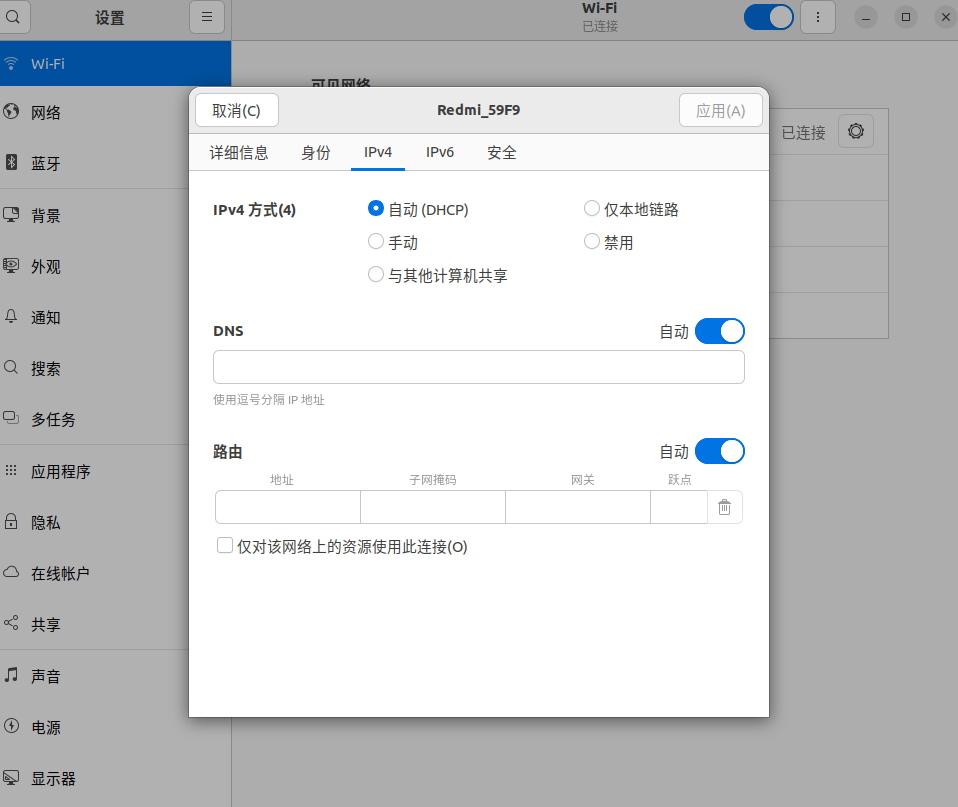 设置
Wi-Fi
已连接
Wi-Fi
网络
蓝牙
背景
外观
通知
搜索
多任务
应用程序
隐私
在线帐户
共享
声音
电源
显示器
可见网络
已连接
取消(C)
Redmi_59F9
应用(A)
详细信息 身份 IPv4 IPv6 安全
IPv4 方式(4)
自动 (DHCP) 仅本地链路
手动 禁用
与其他计算机共享
DNS 自动
使用逗号分隔 IP 地址
路由 自动
地址 子网掩码 网关 跃点
仅对该网络上的资源使用此连接(O)